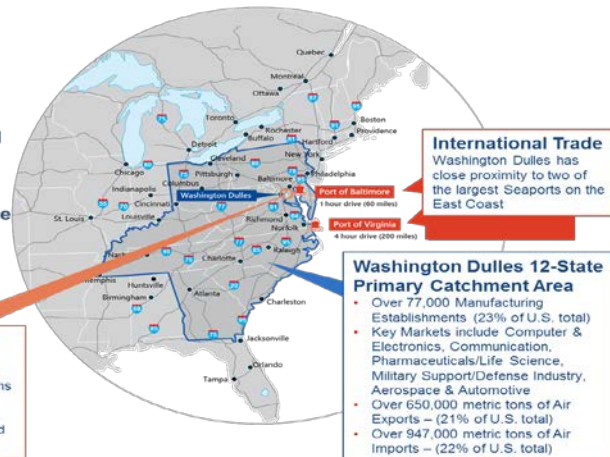 Quebec
Montreal
Ottawa
Toronto
Rochester
Buffalo
Boston
Providence
Hartford
Detroit
Cleveland
New York
Chicago
Pittsburgh
Philadelphia
Columbus
Baltimore
Indianapolis
Washington Dulles
Port of Baltimore
1 hour drive (60 miles)
Cincinnati
St. Louis
Louisville
Richmond
Norfolk
Port of Virginia
4 hour drive (200 miles)
Raleigh
Charlotte
Huntsville
Birmingham
Atlanta
Charleston
Jacksonville
Orlando
Tampa
International Trade
Washington Dulles has
close proximity to two of
the largest Seaports on the
East Coast
Washington Dulles 12-State
Primary Catchment Area
• Over 77,000 Manufacturing
Establishments (23% of U.S. total)
• Key Markets include Computer &
Electronics, Communication,
Pharmaceuticals/Life Science,
Military Support/Defense Industry,
Aerospace & Automotive
• Over 650,000 metric tons of Air
Exports – (21% of U.S. total)
• Over 947,000 metric tons of Air
Imports – (22% of U.S. total)